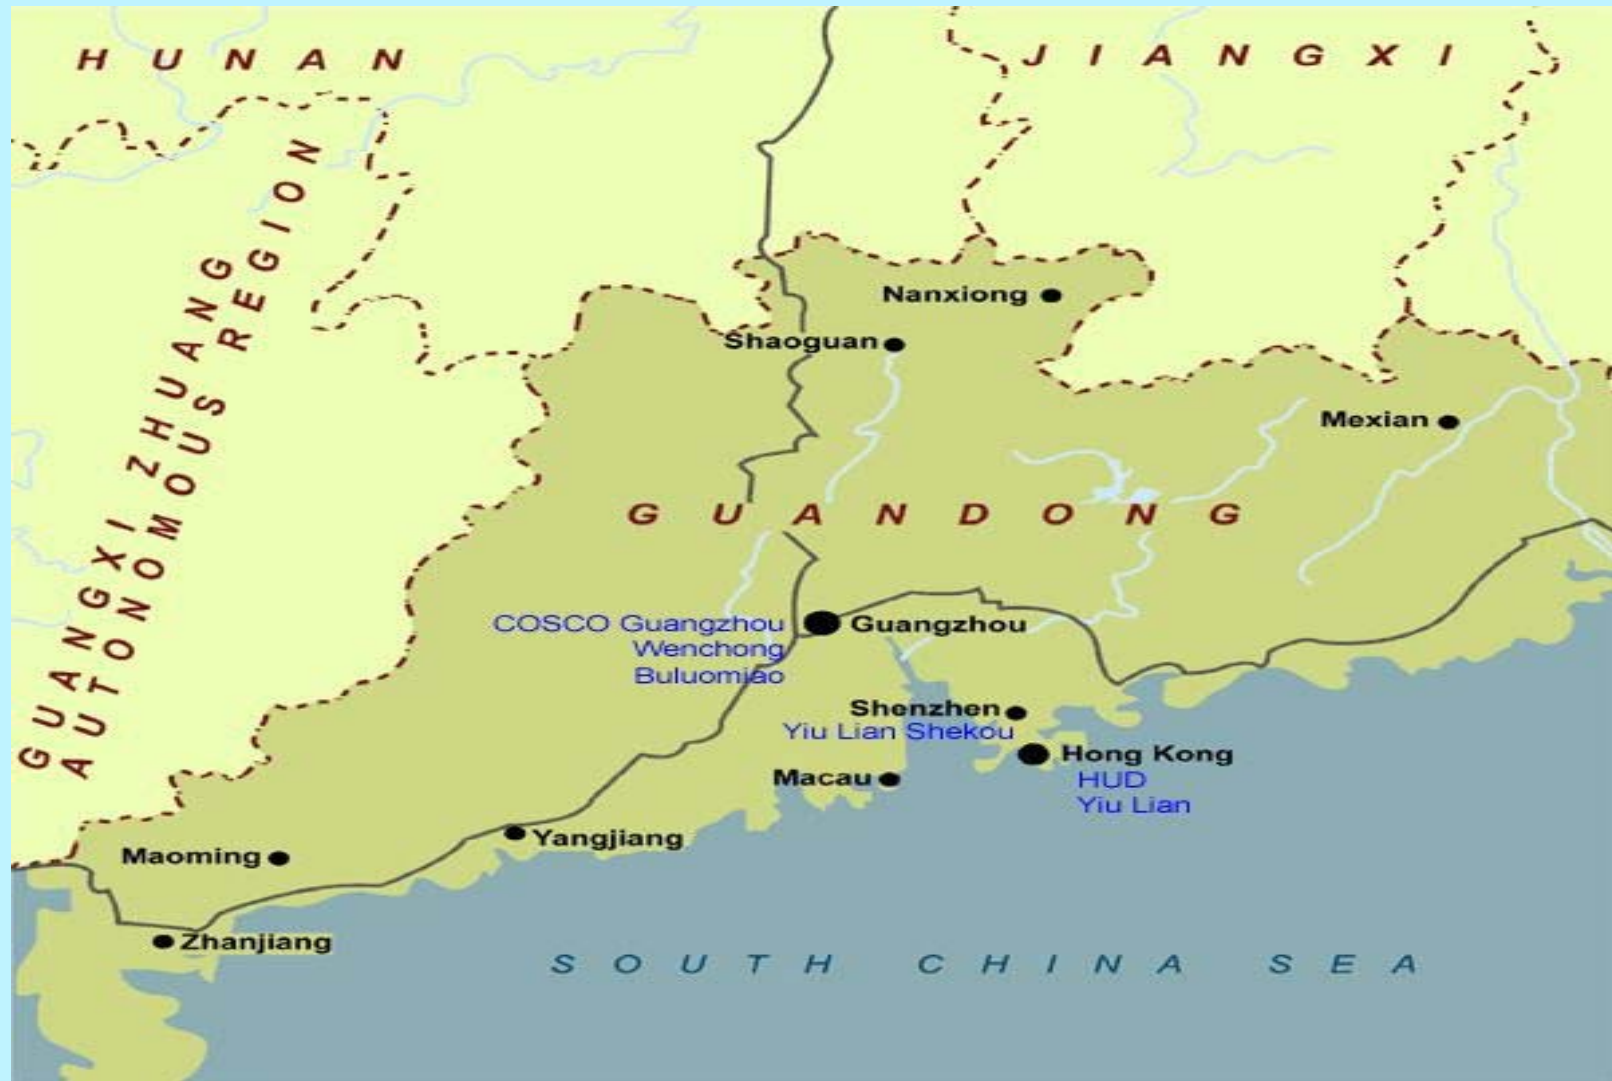 HUNAN
JIANGXI
GUANGXI ZHUANG
AUTONOMOUS REGION
Nanxiong
Shaoguan
Mexian
GUANDONG
COSCO Guangzhou
Wenchong
Buluomiao
Guangzhou
Shenzhen
Yiu Lian Shekou
Hong Kong
HUD
Yiu Lian
Macau
Yangjiang
Maoming
Zhanjiang
SOUTH CHINA SEA